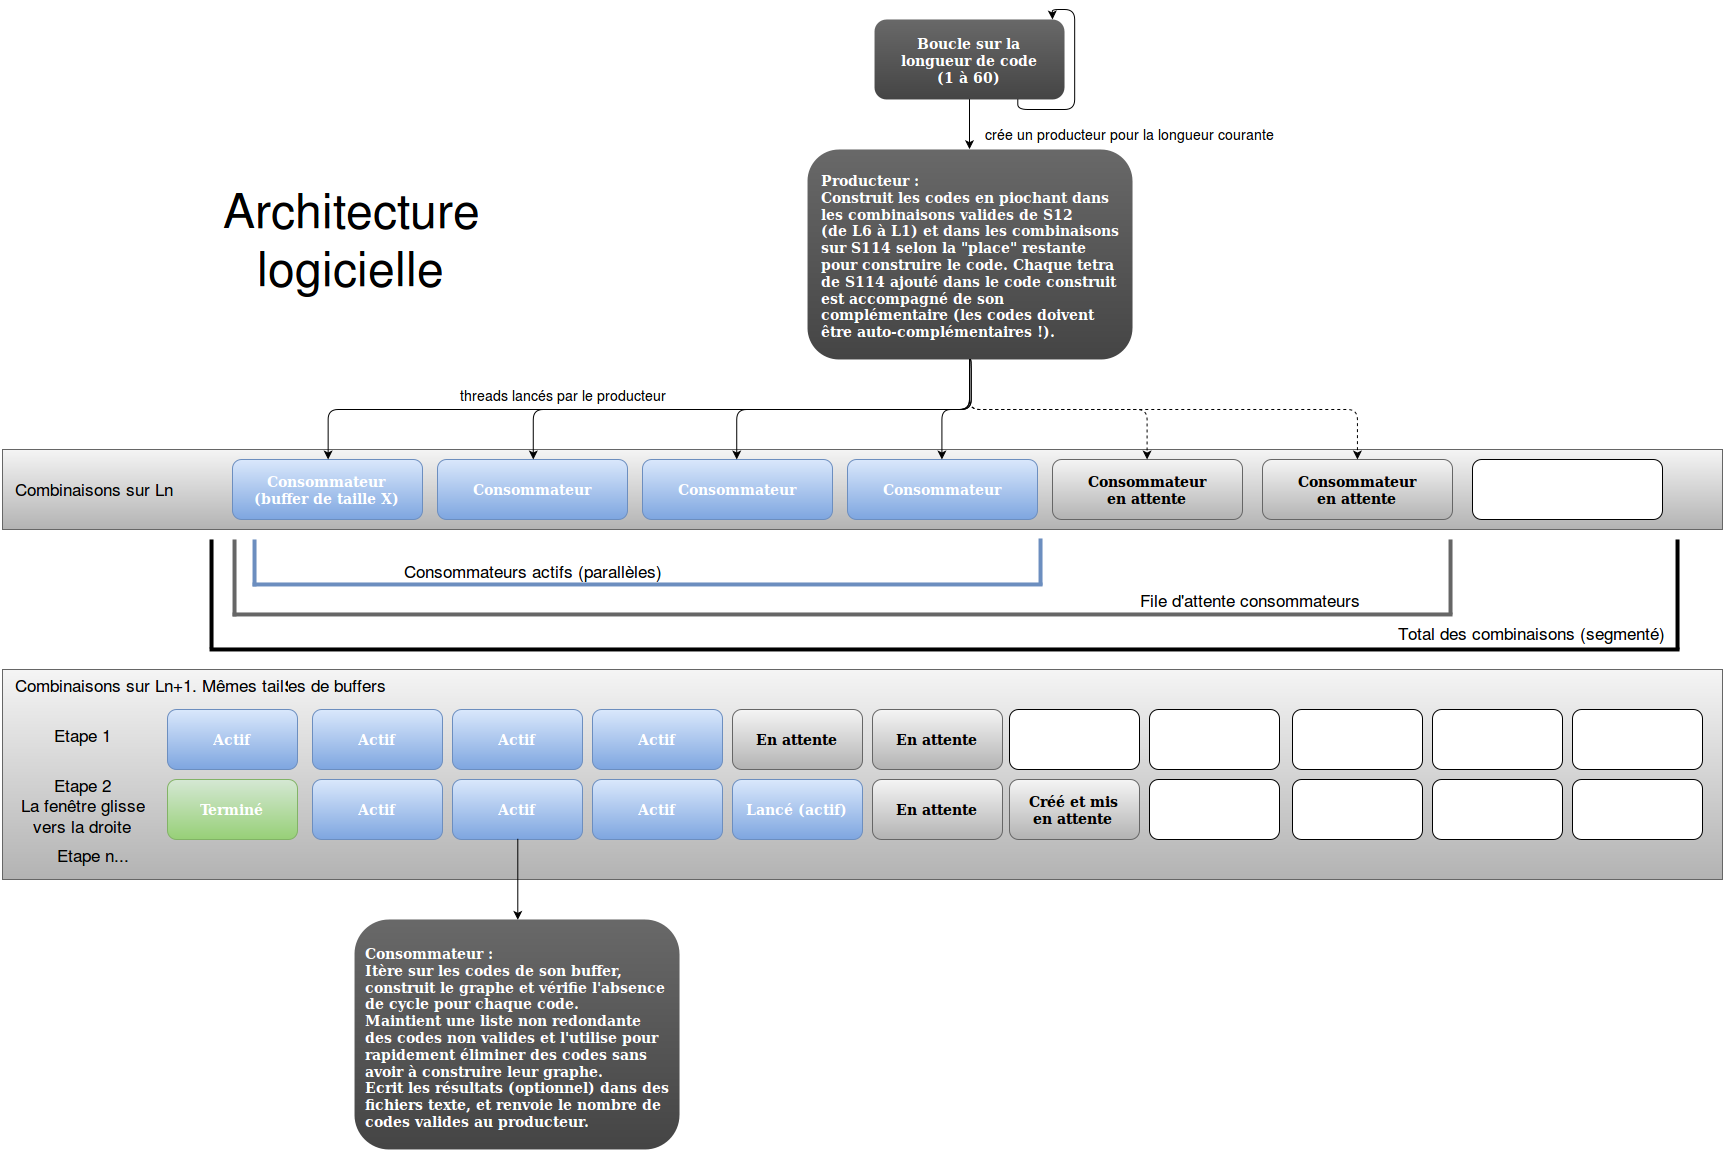 Boucle sur la
longueur de code
(1 à 60)
crée un producteur pour la longueur courante
Architecture
logicielle
Producteur :
Construit les codes en piochant dans
les combinaisons valides de S12
(de L6 à L1) et dans les combinaisons
sur S114 selon la "place" restante
pour construire le code. Chaque tetra
de S114 ajouté dans le code construit
est accompagné de son
complémentaire (les codes doivent
être auto-complémentaires !).
threads lancés par le producteur
Combinaisons sur Ln
Consommateur
(buffer de taille X)
Consommateur
Consommateur
Consommateur
Consommateur
en attente
Consommateur
en attente
Consommateurs actifs (parallèles)
File d'attente consommateurs
Total des combinaisons (segmenté)
Combinaisons sur Ln+1. Mêmes tailles de buffers
Etape 1
Actif
Actif
Actif
Actif
En attente
En attente
Etape 2
La fenêtre glisse
vers la droite
Terminé
Actif
Actif
Actif
Lancé (actif)
En attente
Créé et mis
en attente
Etape n...
Consommateur :
Itère sur les codes de son buffer,
construit le graphe et vérifie l'absence
de cycle pour chaque code.
Maintient une liste non redondante
des codes non valides et l'utilise pour
rapidement éliminer des codes sans
avoir à construire leur graphe.
Ecrit les résultats (optionnel) dans des
fichiers texte, et renvoie le nombre de
codes valides au producteur.